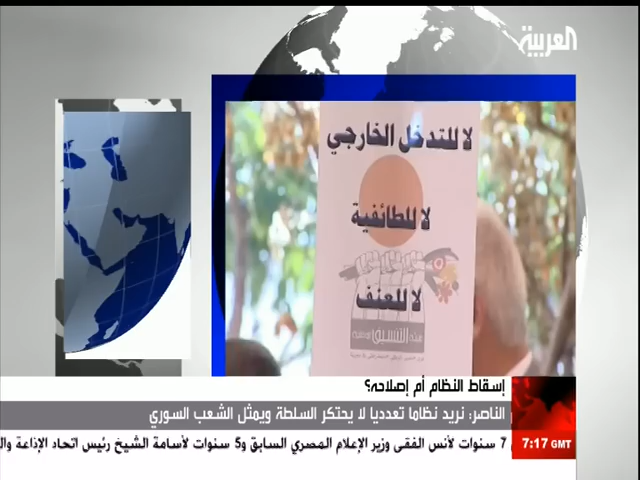 العربية
لا للتدخل الخارجي
لا للطائفية
لا للعنف
التنسيق
إسقاط النظام أم إصلاحه؟
الناصر: نريد نظاما تعدديا لا يحتكر السلطة ويمثل الشعب السوري
7:17 GMT
7 سنوات لأنس الفقى وزير الإعلام المصري السابق و5 سنوات لأسامة الشيخ رئيس اتحاد الإذاعة وال